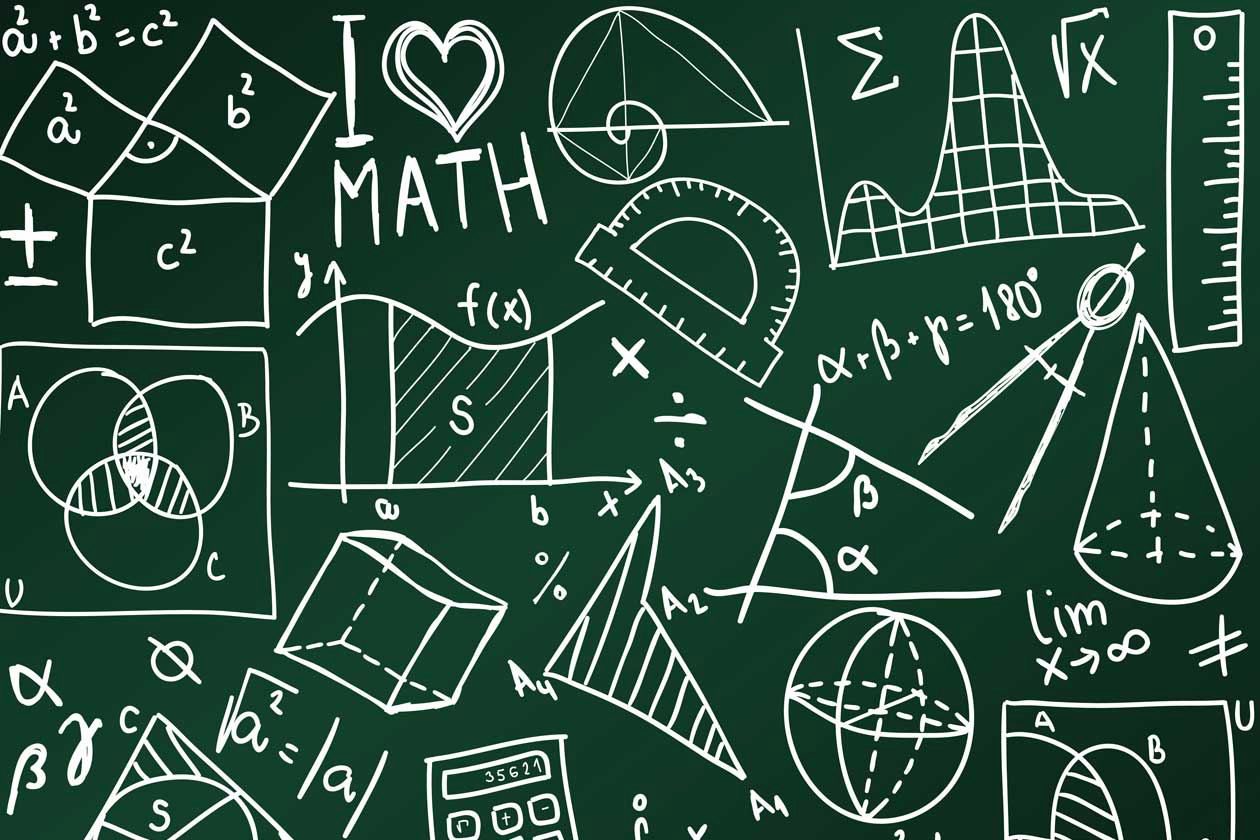 a² + b² = c²
a²
b²
c²
±
I ♡
MATH
Σ
√x
0
y
f(x)
S
a
b
x
×
÷
%
α + β + γ = 180°
β
α
A
B
C
U
A₃
A₂
A₄
A₁
lim
x→∞
≠
α
β
γ
∅
√a² = |a|
C
S
35621
√
+
-
A
B
U